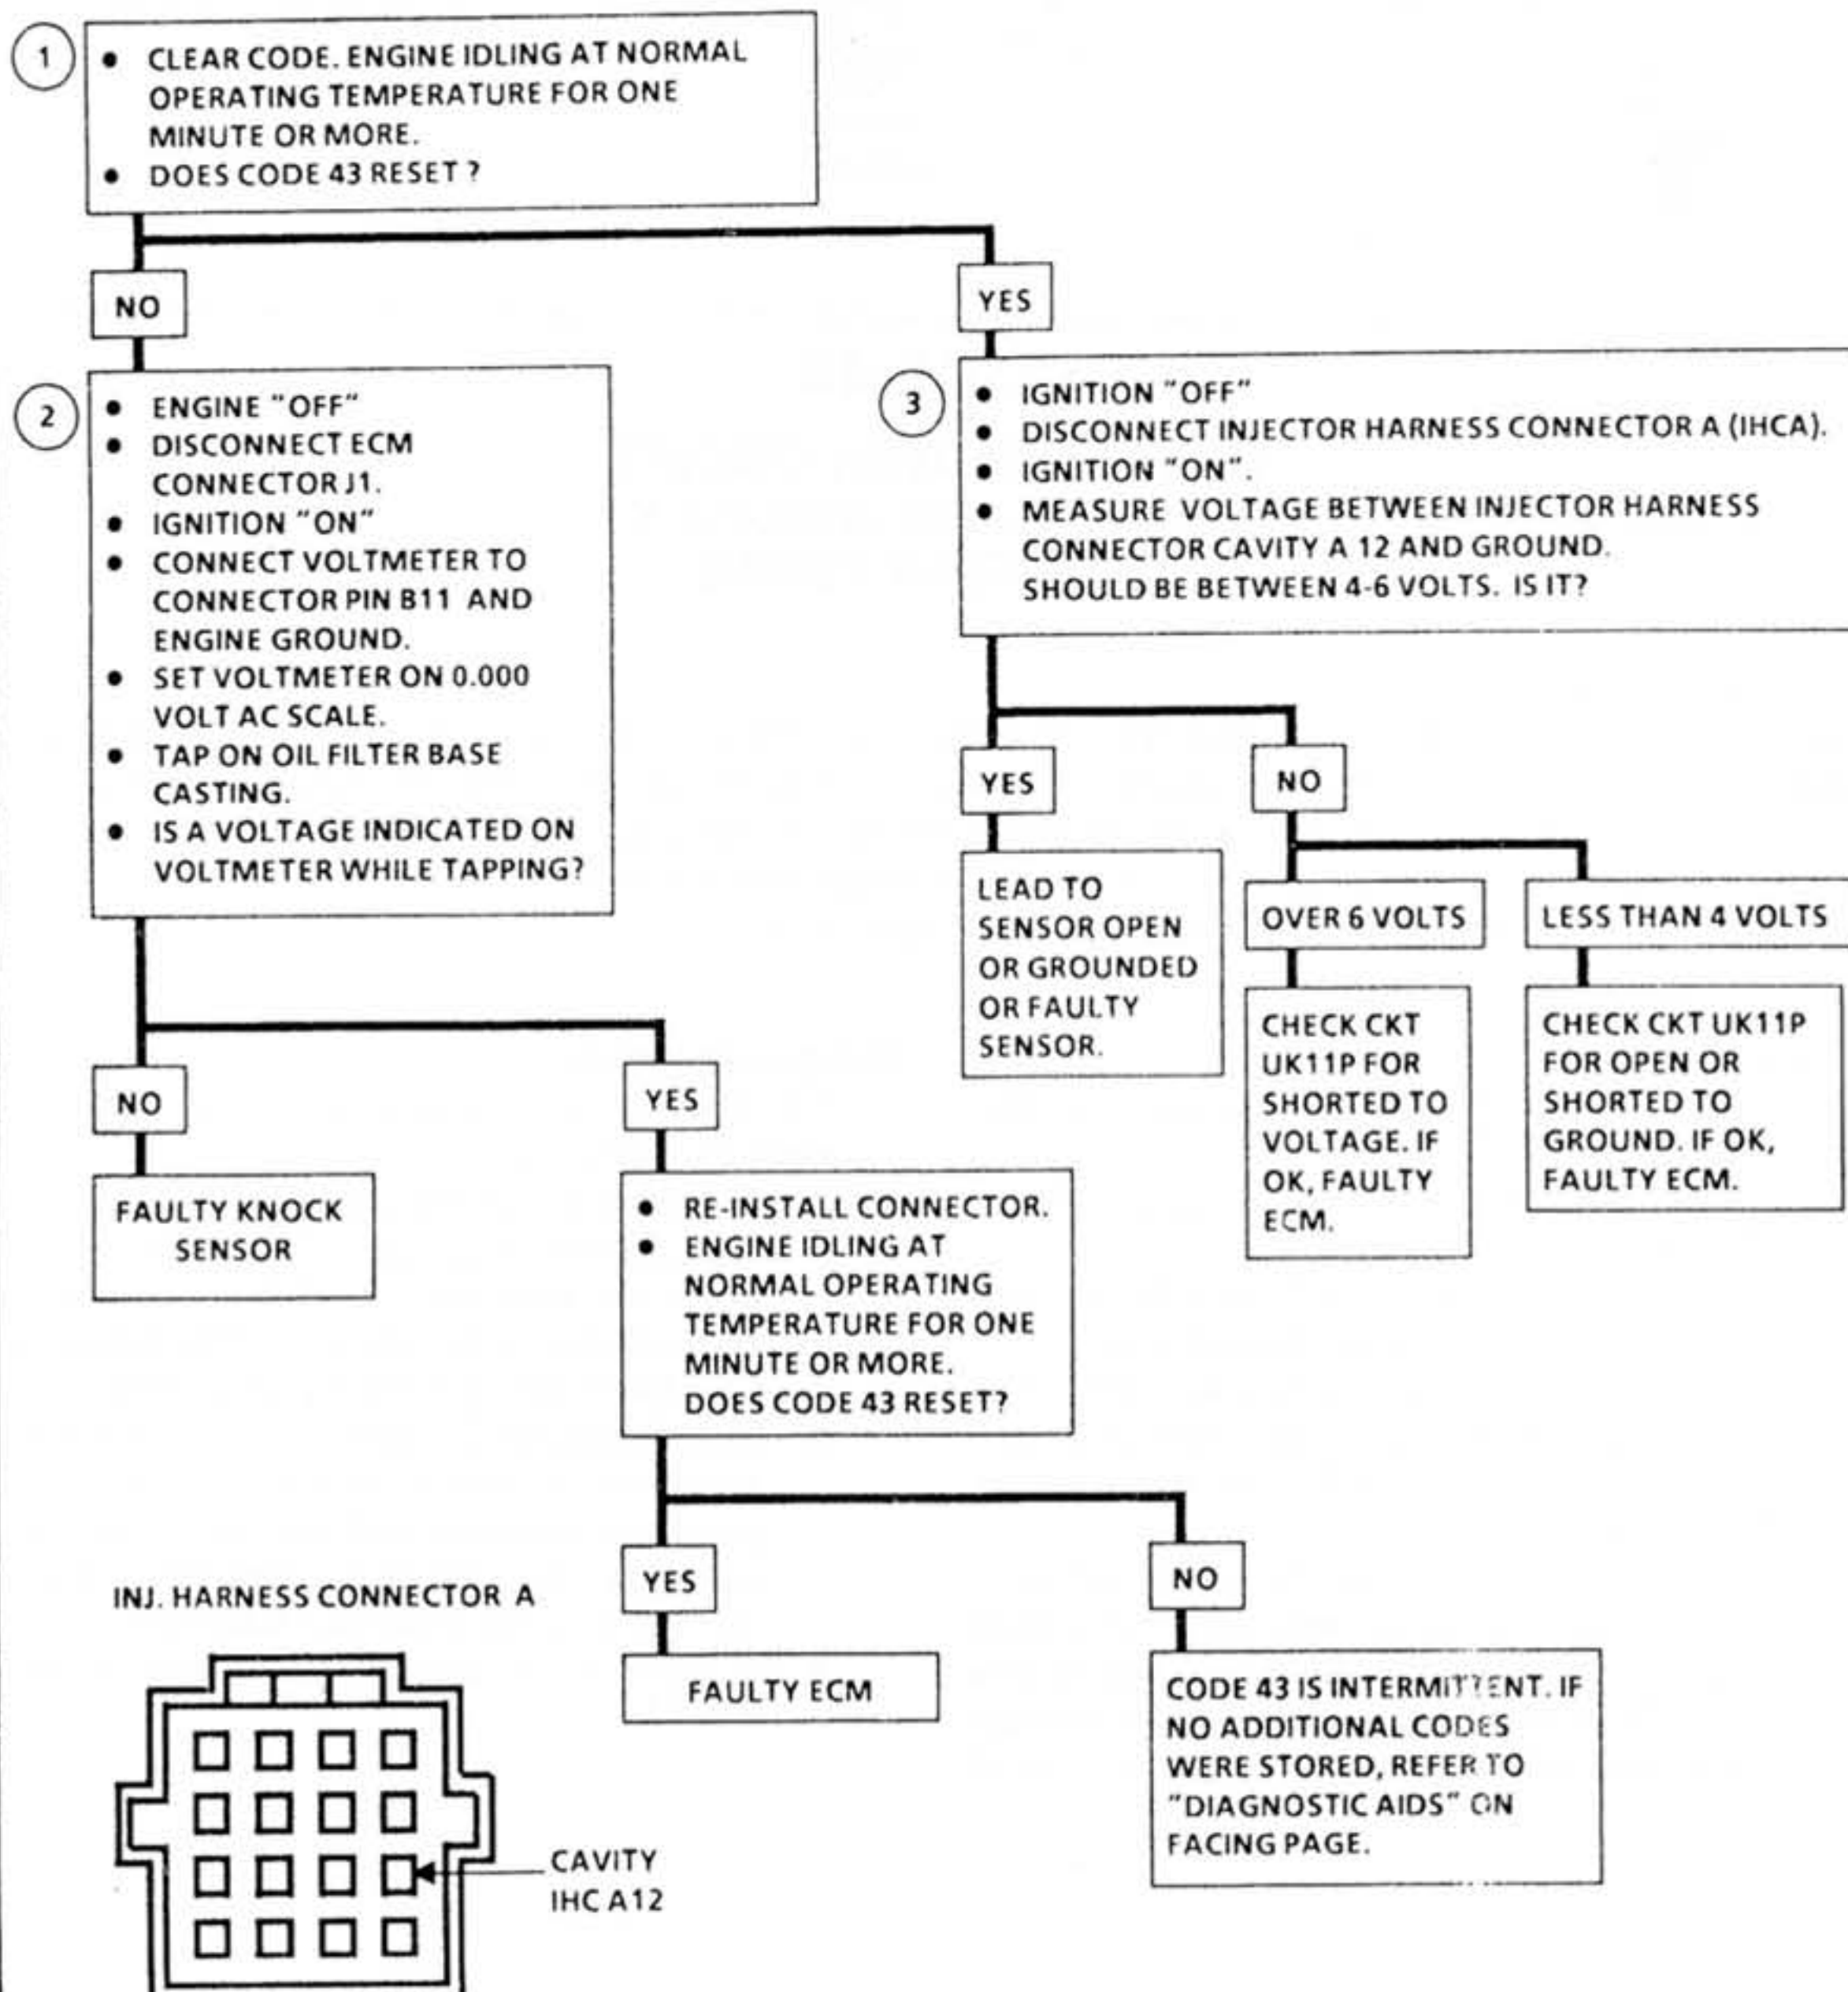 1
• CLEAR CODE. ENGINE IDLING AT NORMAL
OPERATING TEMPERATURE FOR ONE
MINUTE OR MORE.
• DOES CODE 43 RESET ?
NO
YES
2
• ENGINE "OFF"
• DISCONNECT ECM
CONNECTOR J1.
• IGNITION "ON"
• CONNECT VOLTMETER TO
CONNECTOR PIN B11 AND
ENGINE GROUND.
• SET VOLTMETER ON 0.000
VOLT AC SCALE.
• TAP ON OIL FILTER BASE
CASTING.
• IS A VOLTAGE INDICATED ON
VOLTMETER WHILE TAPPING?
3
• IGNITION "OFF"
• DISCONNECT INJECTOR HARNESS CONNECTOR A (IHCA).
• IGNITION "ON".
• MEASURE VOLTAGE BETWEEN INJECTOR HARNESS
CONNECTOR CAVITY A 12 AND GROUND.
SHOULD BE BETWEEN 4-6 VOLTS. IS IT?
YES
NO
LEAD TO
SENSOR OPEN
OR GROUNDED
OR FAULTY
SENSOR.
OVER 6 VOLTS
LESS THAN 4 VOLTS
CHECK CKT
UK11P FOR
SHORTED TO
VOLTAGE. IF
OK, FAULTY
ECM.
CHECK CKT UK11P
FOR OPEN OR
SHORTED TO
GROUND. IF OK,
FAULTY ECM.
NO
YES
FAULTY KNOCK
SENSOR
• RE-INSTALL CONNECTOR.
• ENGINE IDLING AT
NORMAL OPERATING
TEMPERATURE FOR ONE
MINUTE OR MORE.
DOES CODE 43 RESET?
YES
NO
FAULTY ECM
CODE 43 IS INTERMITTENT. IF
NO ADDITIONAL CODES
WERE STORED, REFER TO
"DIAGNOSTIC AIDS" ON
FACING PAGE.
INJ. HARNESS CONNECTOR A
CAVITY
IHC A12